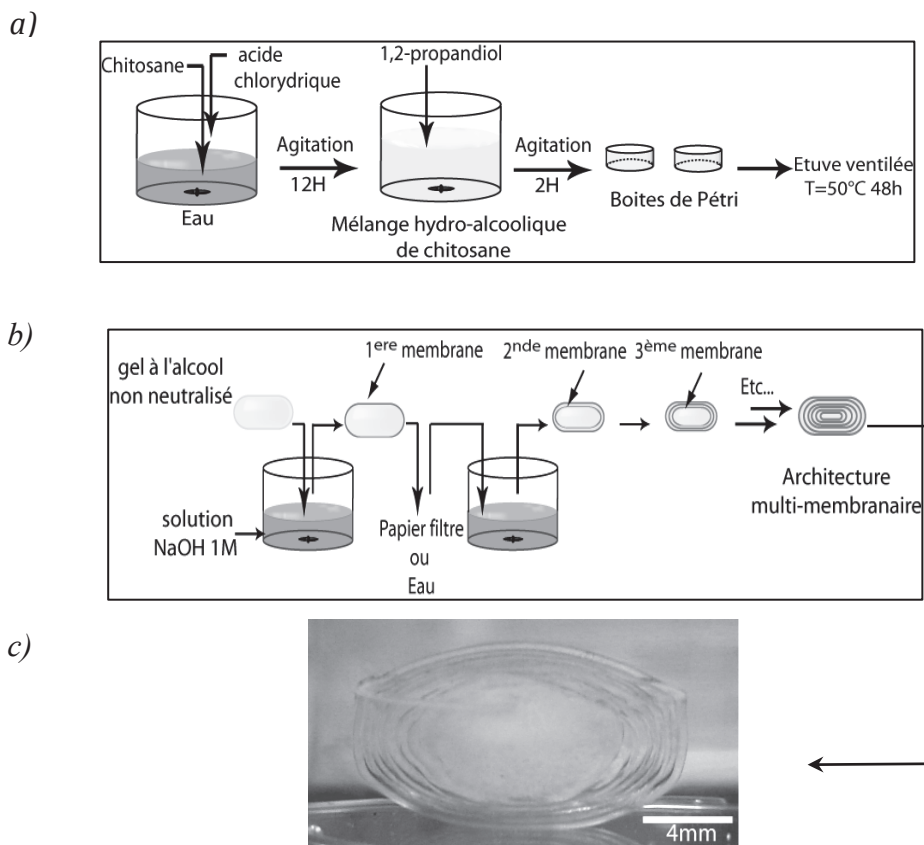 a)
Chitosane
acide
chlorydrique
1,2-propandiol
Agitation
12H
Agitation
2H
Etuve ventilée
T=50°C 48h
Eau
Boites de Pétri
Mélange hydro-alcoolique
de chitosane
b)
gel à l'alcool
non neutralisé
1ere membrane
2nde membrane
3ème membrane
Etc...
solution
NaOH 1M
Papier filtre
ou
Eau
Architecture
multi-membranaire
c)
4mm